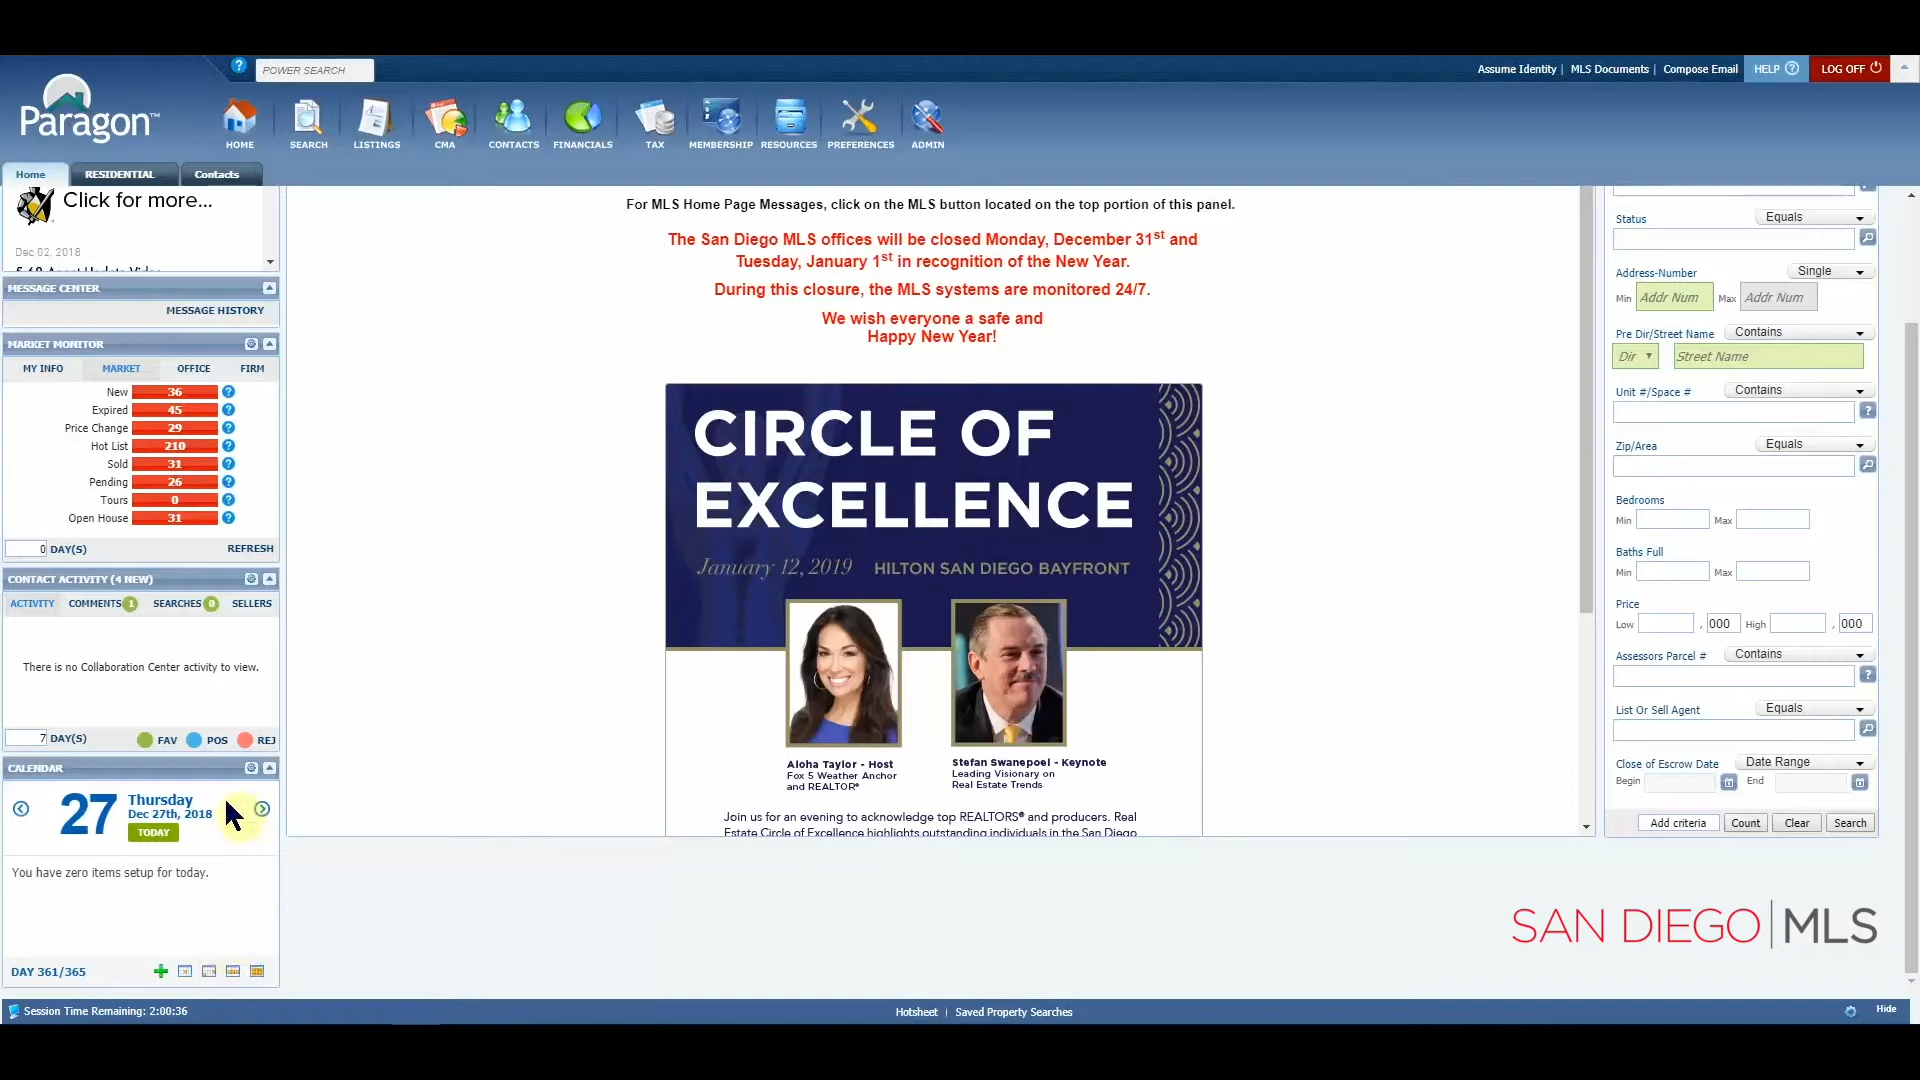 POWER SEARCH
Assume Identity | MLS Documents | Compose Email
HELP
LOG OFF
Paragon™
HOME
SEARCH
LISTINGS
CMA
CONTACTS
FINANCIALS
TAX
MEMBERSHIP
RESOURCES
PREFERENCES
ADMIN
Home
RESIDENTIAL
Contacts
Click for more...
Dec 02, 2018
MESSAGE CENTER
MESSAGE HISTORY
MARKET MONITOR
MY INFO MARKET OFFICE FIRM
New 36 ?
Expired 45 ?
Price Change 29 ?
Hot List 210 ?
Sold 31 ?
Pending 26 ?
Tours 0 ?
Open House 31 ?
0 DAY(S) REFRESH
CONTACT ACTIVITY (4 NEW)
ACTIVITY COMMENTS 1 SEARCHES 0 SELLERS
There is no Collaboration Center activity to view.
7 DAY(S) FAV POS REJ
CALENDAR
27
Thursday
Dec 27th, 2018
TODAY
You have zero items setup for today.
DAY 361/365
For MLS Home Page Messages, click on the MLS button located on the top portion of this panel.
The San Diego MLS offices will be closed Monday, December 31st and
Tuesday, January 1st in recognition of the New Year.
During this closure, the MLS systems are monitored 24/7.
We wish everyone a safe and
Happy New Year!
CIRCLE OF
EXCELLENCE
January 12, 2019 HILTON SAN DIEGO BAYFRONT
Aloha Taylor - Host
Fox 5 Weather Anchor
and REALTOR®
Stefan Swanepoel - Keynote
Leading Visionary on
Real Estate Trends
Join us for an evening to acknowledge top REALTORS® and producers. Real
Estate Circle of Excellence highlights outstanding individuals in the San Diego
Status Equals
Address-Number Single
Min Addr Num Max Addr Num
Pre Dir/Street Name Contains
Dir Street Name
Unit #/Space # Contains
Zip/Area Equals
Bedrooms
Min Max
Baths Full
Min Max
Price
Low , 000 High , 000
Assessors Parcel # Contains
List Or Sell Agent Equals
Close of Escrow Date Date Range
Begin End
Add criteria Count Clear Search
SAN DIEGO | MLS
Session Time Remaining: 2:00:36
Hotsheet | Saved Property Searches
Hide